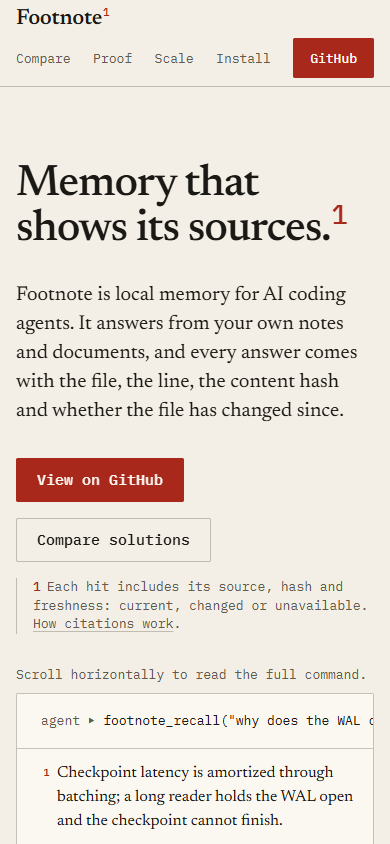 Footnote1
Compare Proof Scale Install GitHub
Memory that
shows its sources.1
Footnote is local memory for AI coding
agents. It answers from your own notes
and documents, and every answer comes
with the file, the line, the content hash
and whether the file has changed since.
View on GitHub
Compare solutions
1 Each hit includes its source, hash and
freshness: current, changed or unavailable.
How citations work.
Scroll horizontally to read the full command.
agent ▸ footnote_recall("why does the WAL
1 Checkpoint latency is amortized through
batching; a long reader holds the WAL open
and the checkpoint cannot finish.